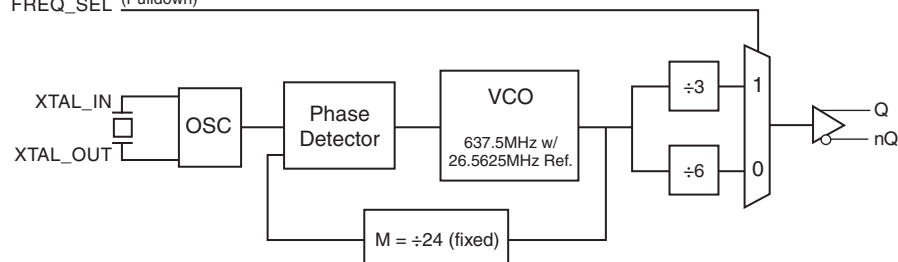 FREQ_SEL (Pulldown)
XTAL_IN
XTAL_OUT
OSC
Phase
Detector
VCO
637.5MHz w/
26.5625MHz Ref.
M = ÷24 (fixed)
÷3
÷6
1
0
Q
nQ